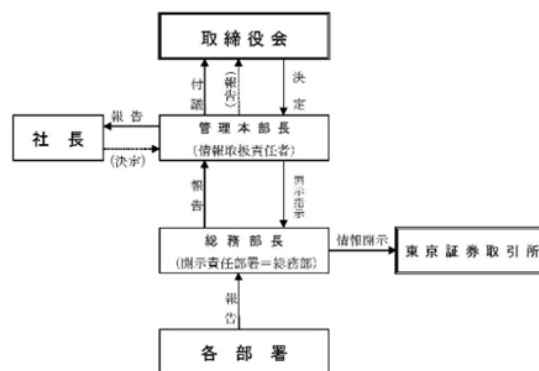 取締役会
付議
(報告)
決定
報告
社長
管理本部長
(情報取扱責任者)
(決定)
報告
開示指示
総務部長
(開示責任部署=総務部)
情報開示
東京証券取引所
報告
各部署